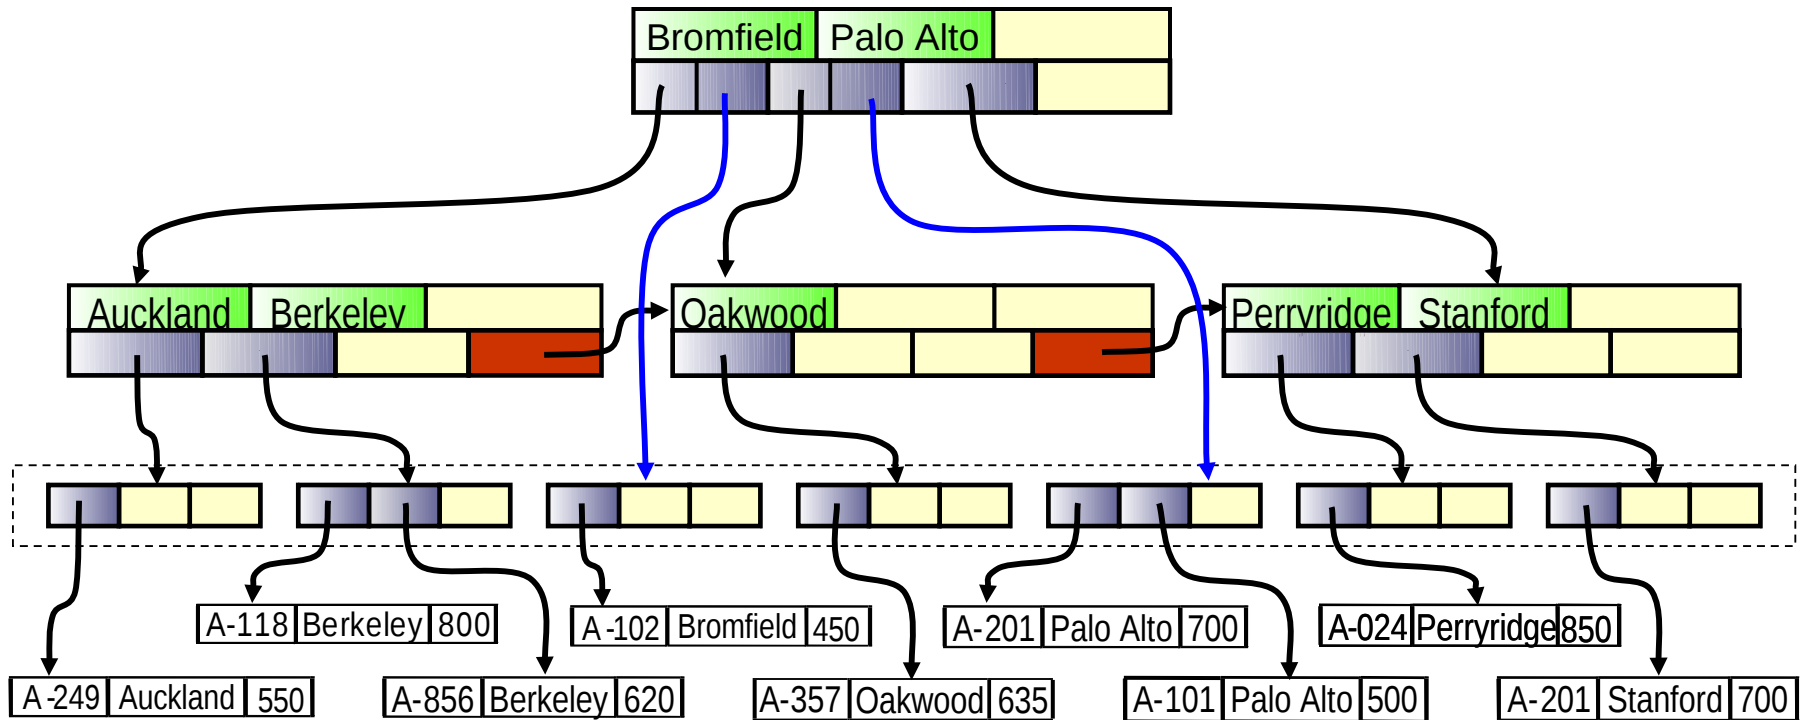 Bromfield Palo Alto
Auckland Berkeley Oakwood Perryridge Stanford
A-118 Berkeley 800 A-102 Bromfield 450 A-201 Palo Alto 700 A-024 Perryridge 850
A-249 Auckland 550 A-856 Berkeley 620 A-357 Oakwood 635 A-101 Palo Alto 500 A-201 Stanford 700